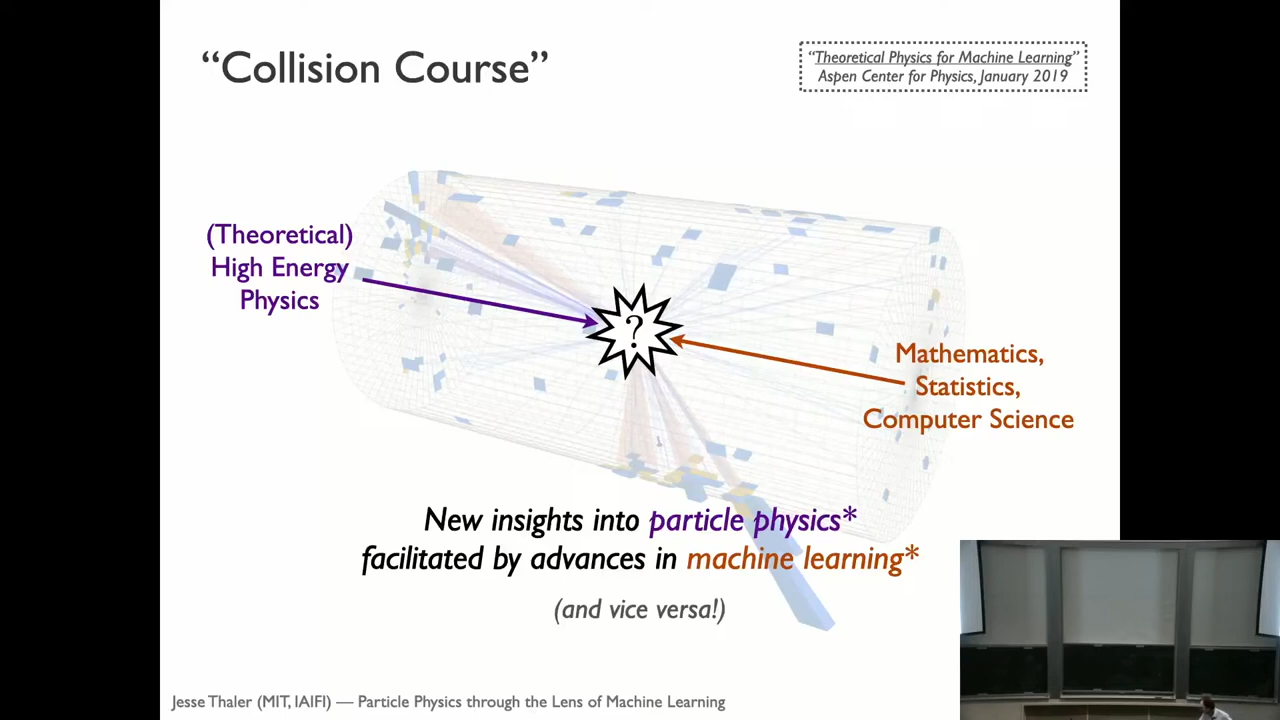 “Collision Course”
“Theoretical Physics for Machine Learning”
Aspen Center for Physics, January 2019
(Theoretical)
High Energy
Physics
?
Mathematics,
Statistics,
Computer Science
New insights into particle physics*
facilitated by advances in machine learning*
(and vice versa!)
Jesse Thaler (MIT, IAIFI) — Particle Physics through the Lens of Machine Learning